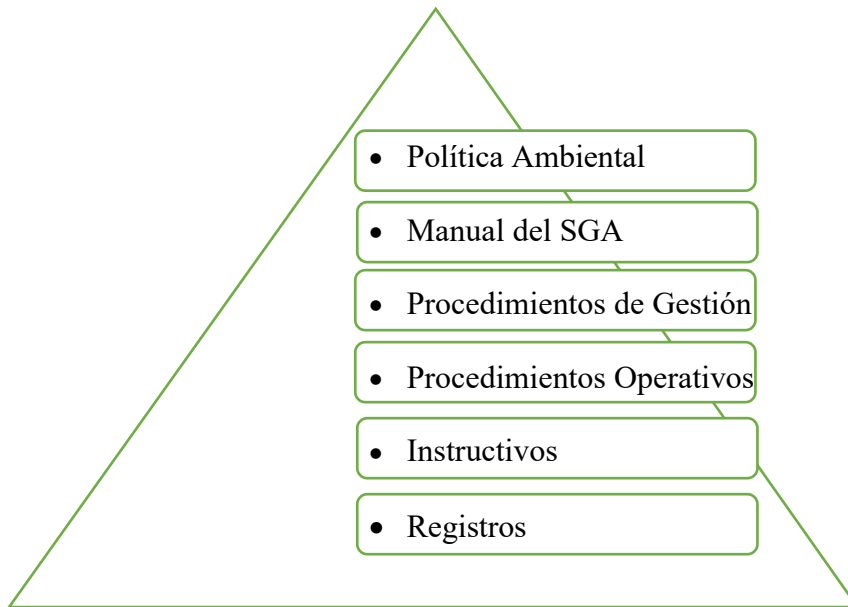 • Política Ambiental
• Manual del SGA
• Procedimientos de Gestión
• Procedimientos Operativos
• Instructivos
• Registros